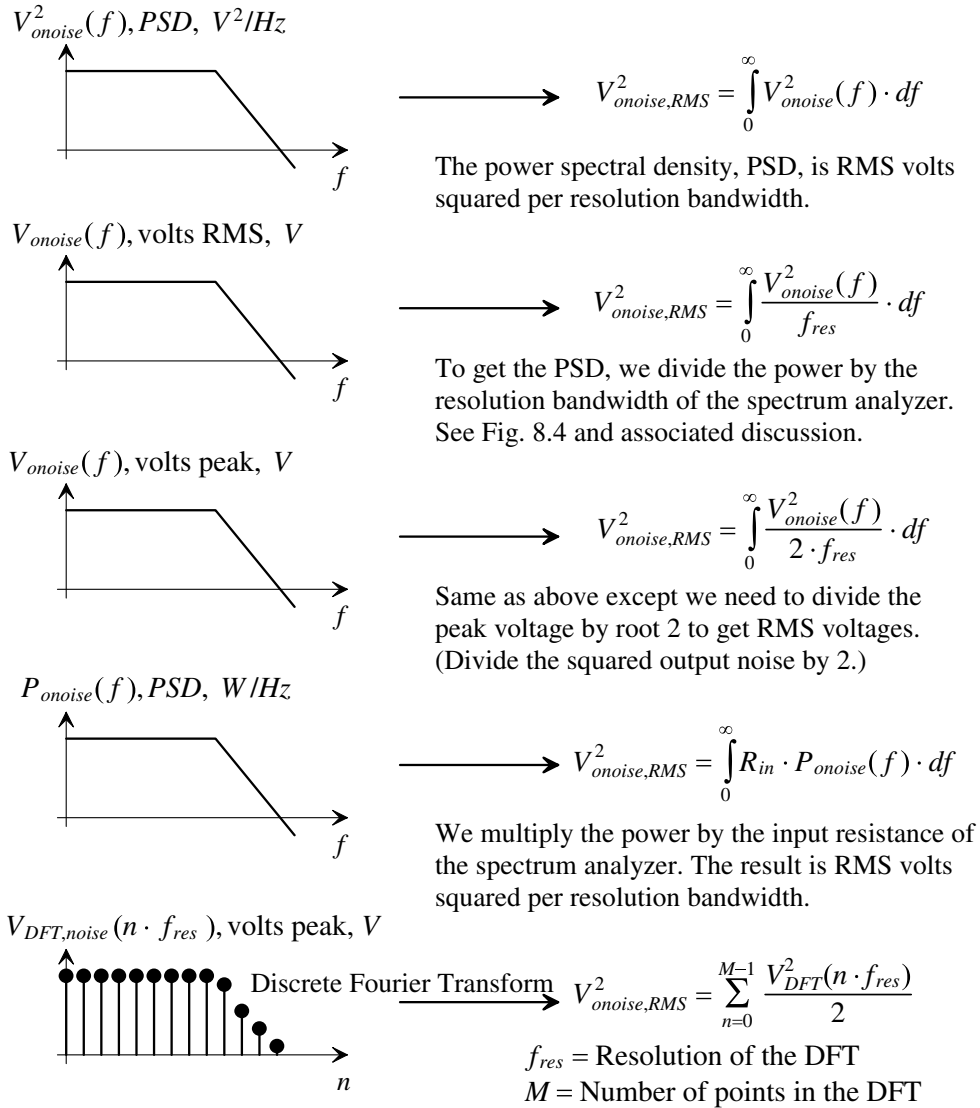 V²onoise(f), PSD, V²/Hz
f
V²onoise,RMS = ∫₀^∞ V²onoise(f) · df
The power spectral density, PSD, is RMS volts
squared per resolution bandwidth.
Vonoise(f), volts RMS, V
f
V²onoise,RMS = ∫₀^∞ V²onoise(f) / fres · df
To get the PSD, we divide the power by the
resolution bandwidth of the spectrum analyzer.
See Fig. 8.4 and associated discussion.
Vonoise(f), volts peak, V
f
V²onoise,RMS = ∫₀^∞ V²onoise(f) / 2 · fres · df
Same as above except we need to divide the
peak voltage by root 2 to get RMS voltages.
(Divide the squared output noise by 2.)
Ponoise(f), PSD, W/Hz
f
V²onoise,RMS = ∫₀^∞ Rin · Ponoise(f) · df
We multiply the power by the input resistance of
the spectrum analyzer. The result is RMS volts
squared per resolution bandwidth.
VDFT,noise(n · fres ), volts peak, V
n
Discrete Fourier Transform
V²onoise,RMS = ∑n=0^M−1 V²DFT(n · fres) / 2
fres = Resolution of the DFT
M = Number of points in the DFT